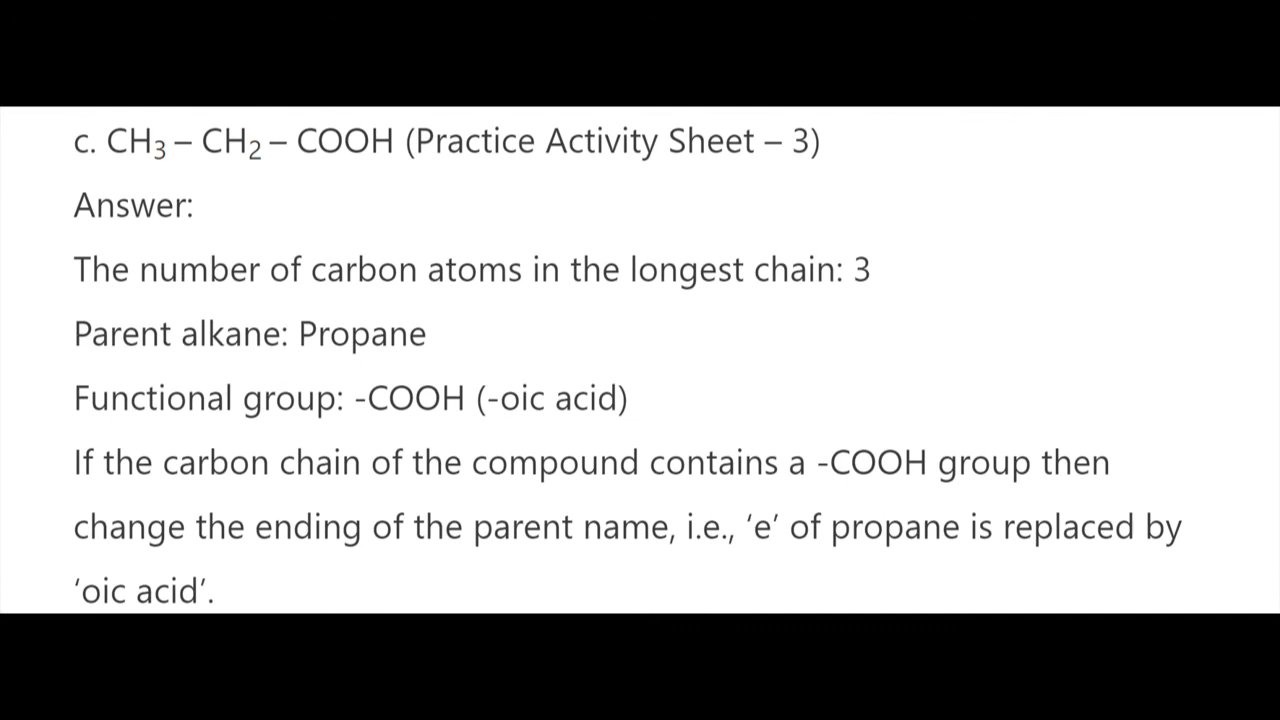 c. CH₃ – CH₂ – COOH (Practice Activity Sheet – 3)
Answer:
The number of carbon atoms in the longest chain: 3
Parent alkane: Propane
Functional group: -COOH (-oic acid)
If the carbon chain of the compound contains a -COOH group then
change the ending of the parent name, i.e., ‘e’ of propane is replaced by
‘oic acid’.